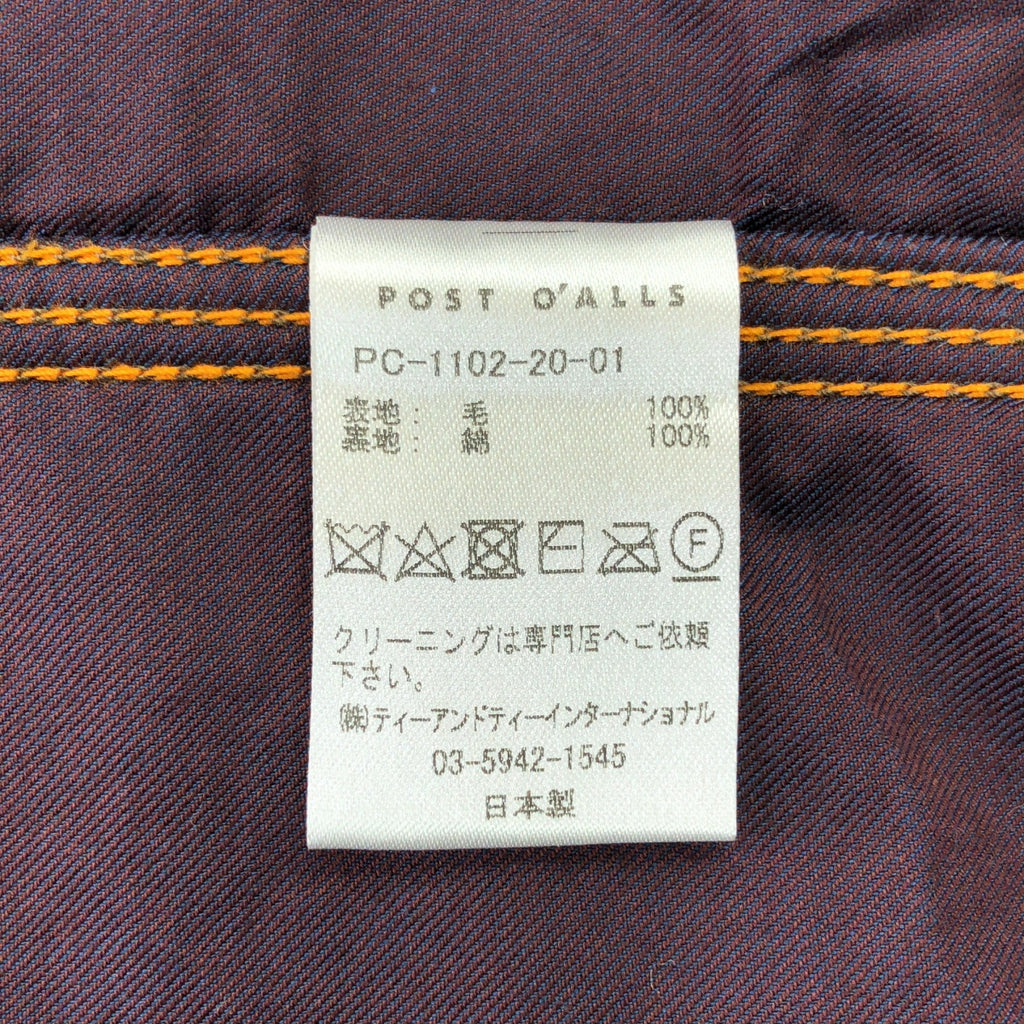 POST O'ALLS
PC-1102-20-01
表地: 毛 100%
裏地: 綿 100%
F
クリーニングは専門店へご依頼
下さい。
㈱ティーアンドティーインターナショナル
03-5942-1545
日本製